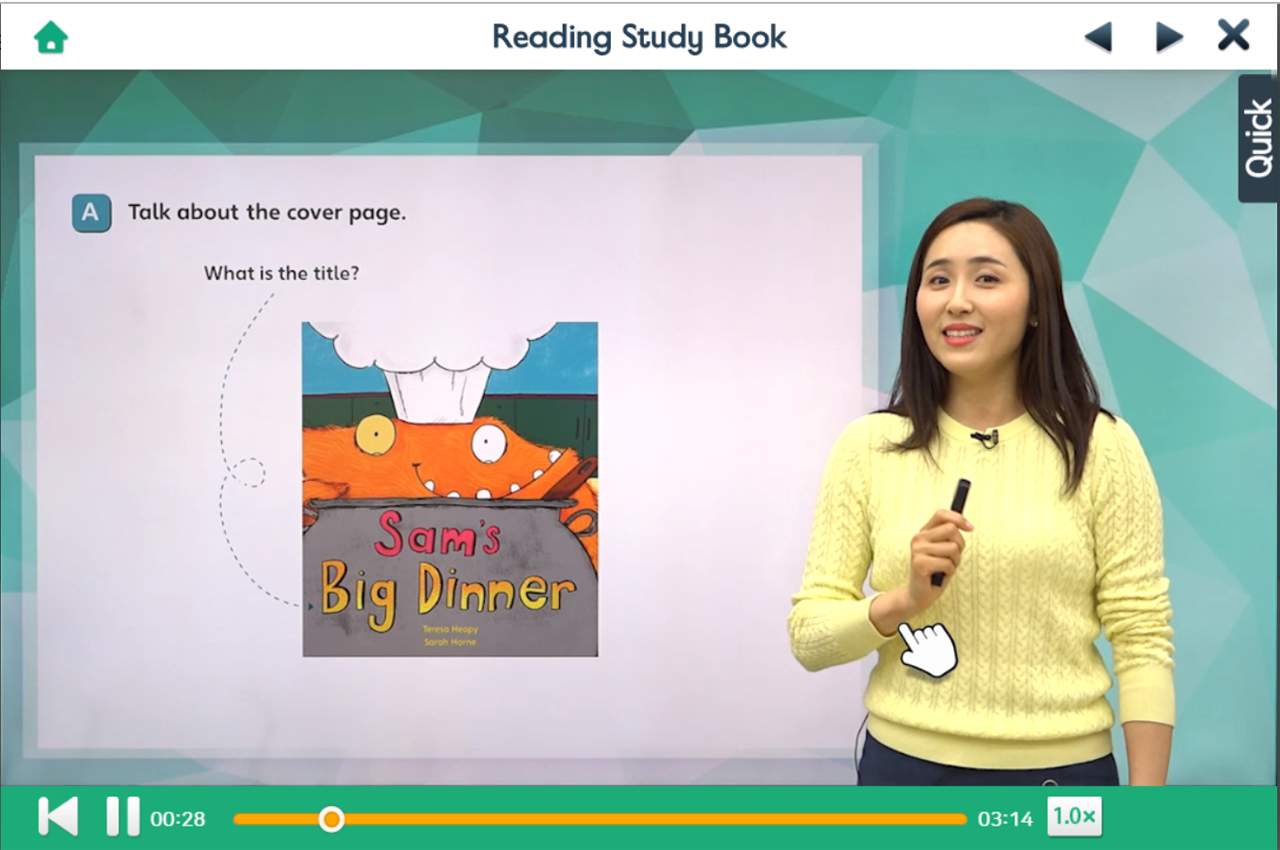 Reading Study Book
Quick
A Talk about the cover page.
What is the title?
Sam's
Big Dinner
Teresa Heapy
Sarah Horne
00:28
03:14
1.0×